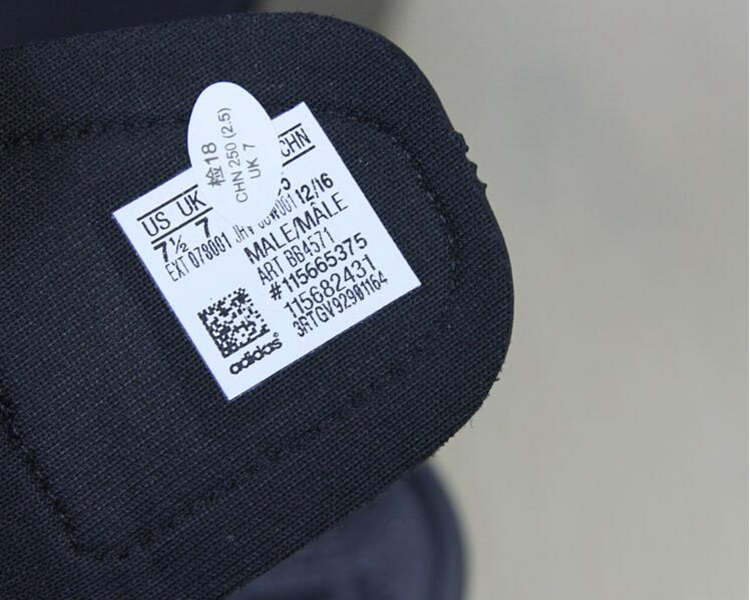 检18
CHN 250 (2.5)
UK 7
US UK CHN
7½ 7
EXT 079001 12/16
MALE/MÂLE
ART BB4571
#115665375
115682431
3RTGV92901164
adidas